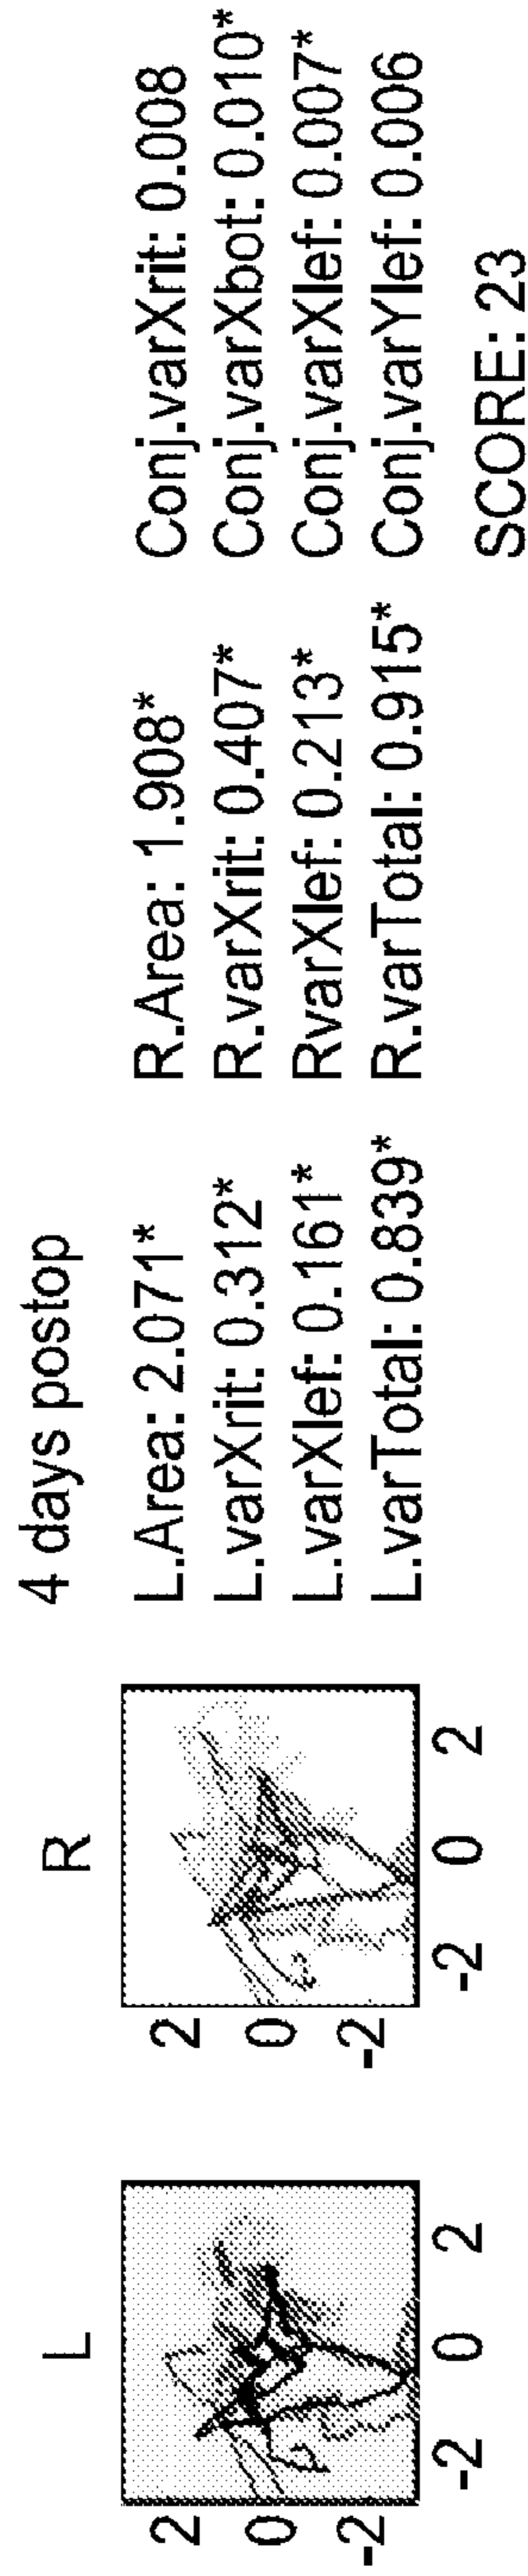 4 days postop
L
R
2
0
-2
-2 0 2
2
0
-2
-2 0 2
L.Area: 2.071*
L.varXrit: 0.312*
L.varXlef: 0.161*
L.varTotal: 0.839*
R.Area: 1.908*
R.varXrit: 0.407*
RvarXlef: 0.213*
R.varTotal: 0.915*
Conj.varXrit: 0.008
Conj.varXbot: 0.010*
Conj.varXlef: 0.007*
Conj.varYlef: 0.006
SCORE: 23